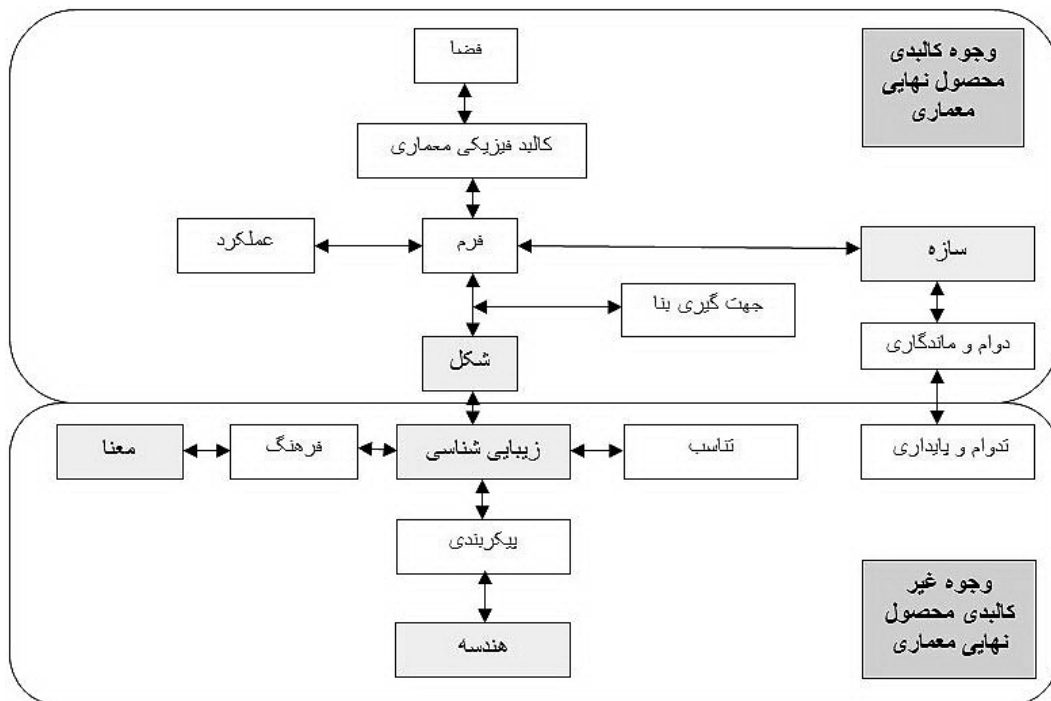 فضا
وجوه کالبدی
محصول نهایی
معماری
کالبد فیزیکی معماری
عملکرد
فرم
سازه
جهت گیری بنا
شکل
دوام و ماندگاری
معنا
فرهنگ
زیبایی شناسی
تناسب
تدوام و پایداری
پیکربندی
وجوه غیر
کالبدی محصول
نهایی معماری
هندسه